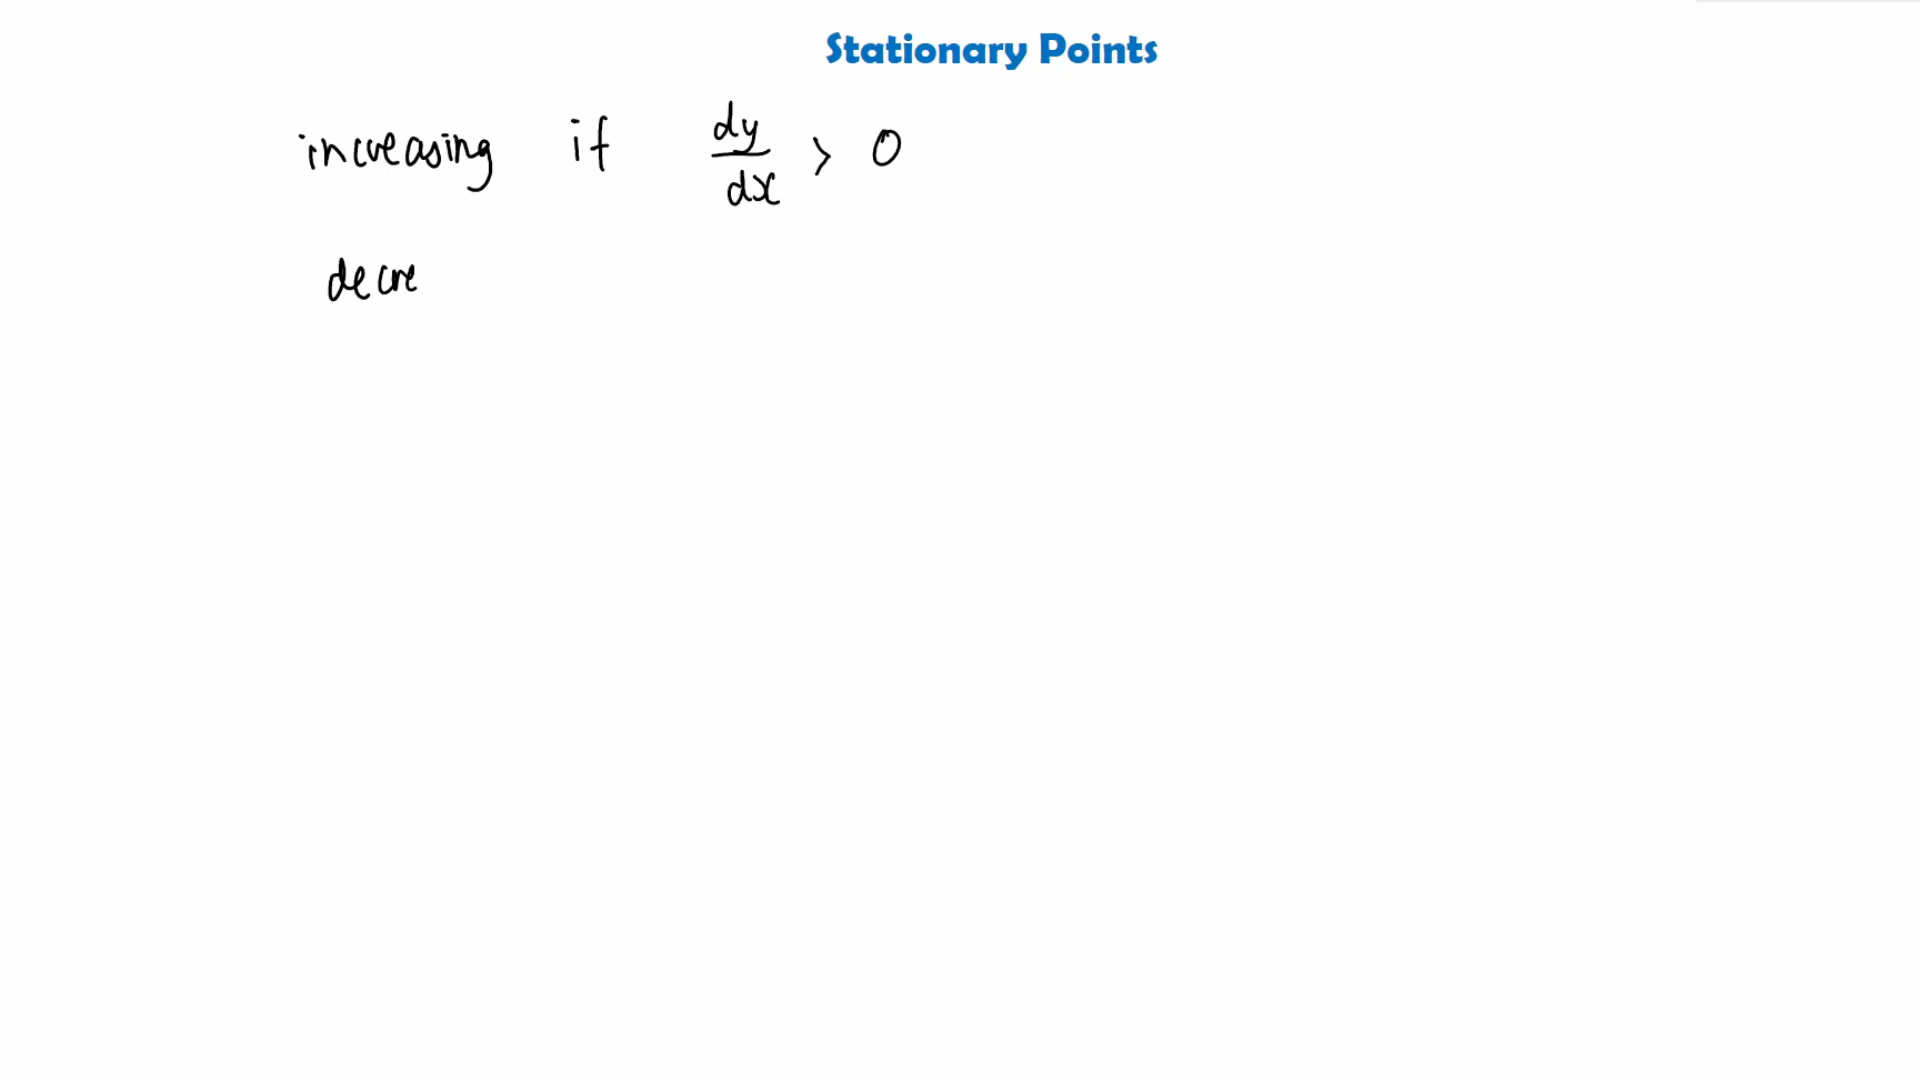 Stationary Points
increasing if dy/dx > 0
decre